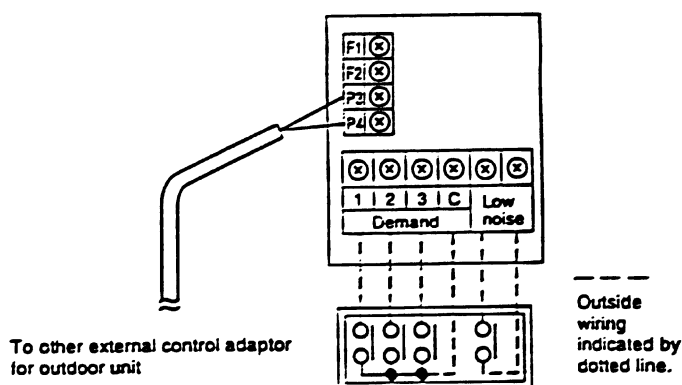 F1
F2
P3
P4
1 2 3 C Low
Demand noise
To other external control adaptor
for outdoor unit
Outside
wiring
indicated by
dotted line.